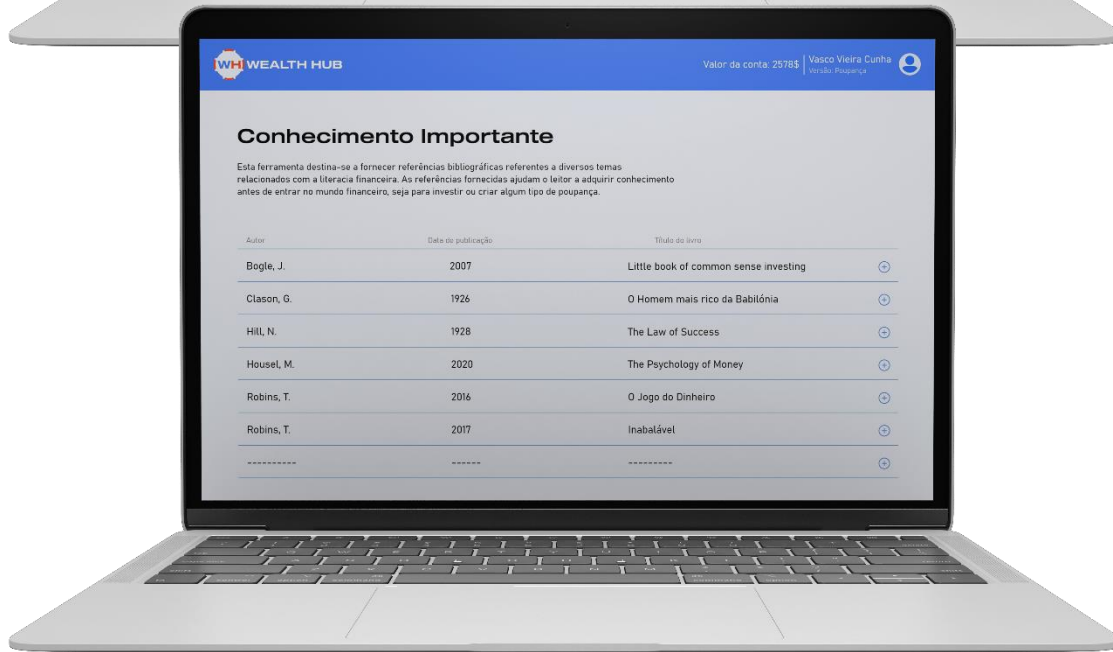 WH WEALTH HUB
Valor da conta: 2578$
Vasco Vieira Cunha
Versão: Poupança
Conhecimento Importante
Esta ferramenta destina-se a fornecer referências bibliográficas referentes a diversos temas
relacionados com a literacia financeira. As referências fornecidas ajudam o leitor a adquirir conhecimento
antes de entrar no mundo financeiro, seja para investir ou criar algum tipo de poupança.
Autor Data de publicação Título do livro
Bogle, J. 2007 Little book of common sense investing
Clason, G. 1926 O Homem mais rico da Babilónia
Hill, N. 1928 The Law of Success
Housel, M. 2020 The Psychology of Money
Robins, T. 2016 O Jogo do Dinheiro
Robins, T. 2017 Inabalável
---------- ------ ---------